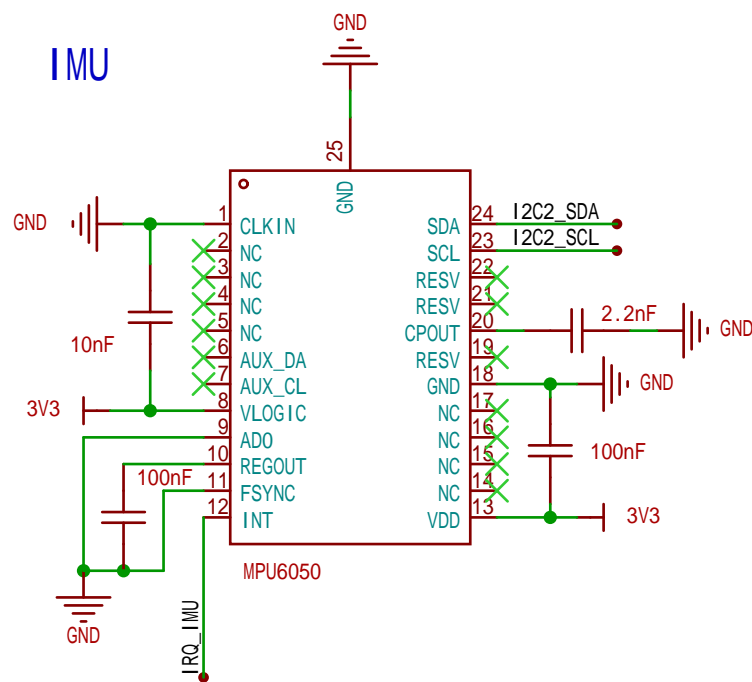 GND
IMU
25
GND
GND
1 CLKIN
2 NC
3 NC
4 NC
5 NC
6 AUX_DA
7 AUX_CL
8 VLOGIC
9 AD0
10 REGOUT
11 FSYNC
12 INT
SDA 24 I2C2_SDA
SCL 23 I2C2_SCL
RESV 22
RESV 21
CPOUT 20 2.2nF GND
RESV 19
GND 18 GND
NC 17
NC 16
NC 15
NC 14
VDD 13 3V3
10nF
3V3
100nF
100nF
GND
MPU6050
IRQ_IMU